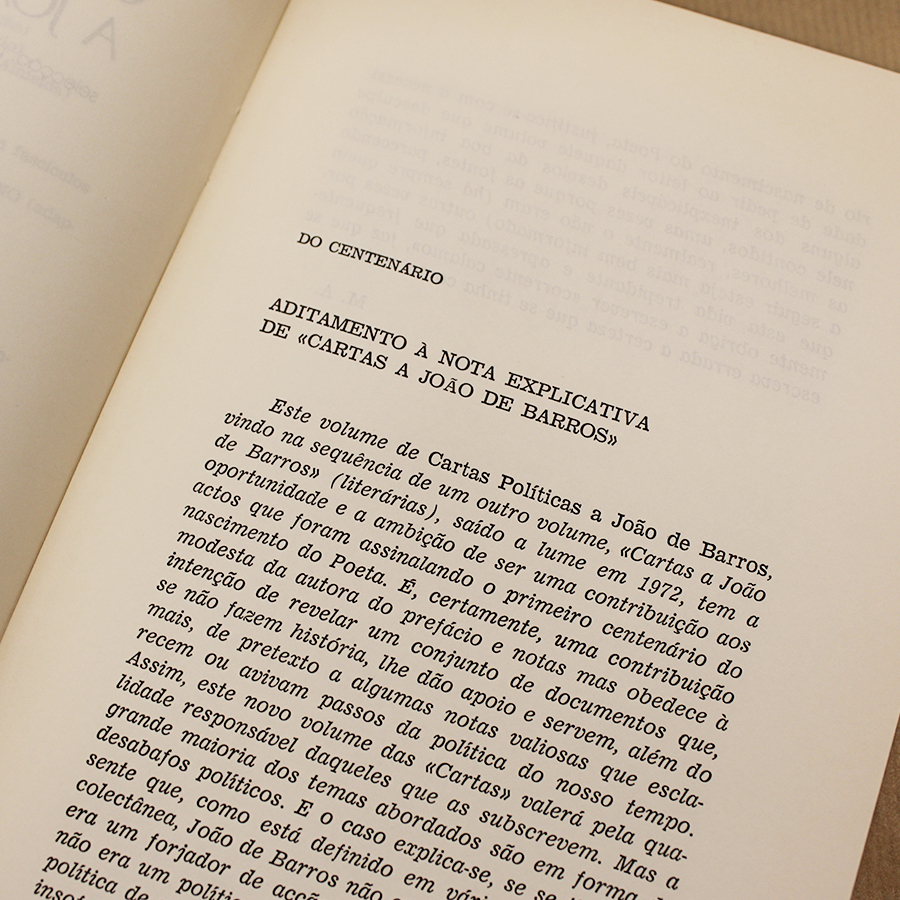 DO CENTENÁRIO
ADITAMENTO À NOTA EXPLICATIVA
DE «CARTAS A JOÃO DE BARROS»
Este volume de Cartas Políticas a João de Barros,
vindo na sequência de um outro volume, «Cartas a João
de Barros» (literárias), saído a lume em 1972, tem a
oportunidade e a ambição de ser uma contribuição aos
actos que foram assinalando o primeiro centenário do
nascimento do Poeta. É, certamente, uma contribuição
modesta da autora do prefácio e notas mas obedece à
intenção de revelar um conjunto de documentos que,
se não fazem história, lhe dão apoio e servem, além do
mais, de pretexto a algumas notas valiosas que escla-
recem ou avivam passos da política do nosso tempo.
Assim, este novo volume das «Cartas» valerá pela qua-
lidade responsável daqueles que as subscrevem. Mas a
grande maioria dos temas abordados são em forma
desabafos políticos. E o caso explica-se, se se
sente que, como está definido em
colectânea, João de Barros não
era um forjador de
não era um
política de